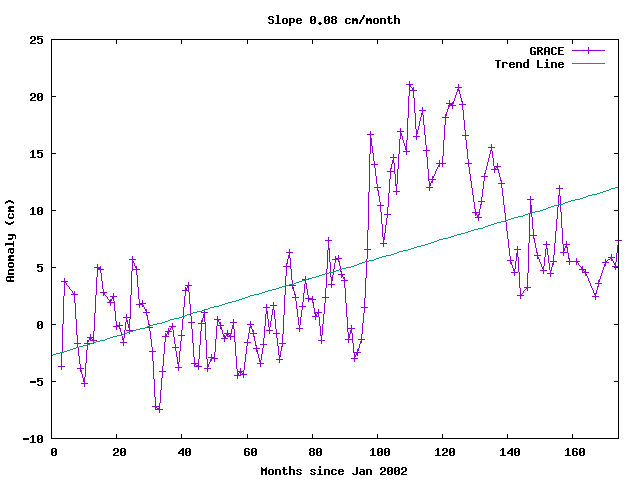 Slope 0.08 cm/month
GRACE
Trend Line
25
20
15
10
5
0
-5
-10
Anomaly (cm)
0 20 40 60 80 100 120 140 160
Months since Jan 2002